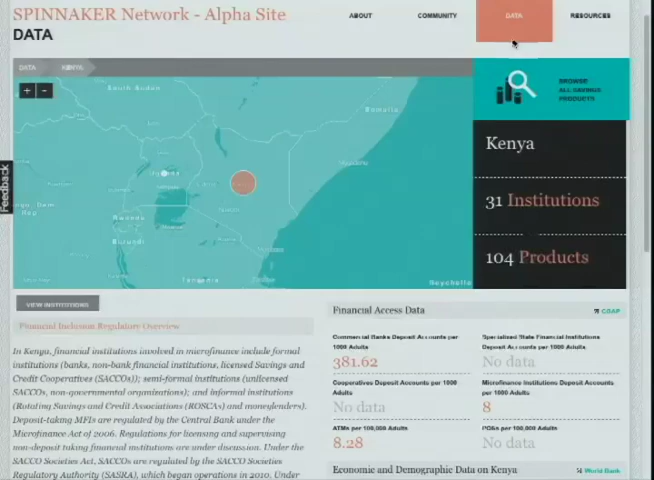 SPINNAKER Network - Alpha Site
ABOUT
COMMUNITY
DATA
RESOURCES
DATA
DATA
KENYA
+
-
South Sudan
Somalia
Uganda
Rwanda
Burundi
Tanzania
Seychelle
BROWSE
ALL SAVINGS
PRODUCTS
Kenya
31 Institutions
104 Products
Feedback
VIEW INSTITUTIONS
Financial Inclusion Regulatory Overview
In Kenya, financial institutions involved in microfinance include formal
institutions (banks, non-bank financial institutions, licensed Savings and
Credit Cooperatives (SACCOs)); semi-formal institutions (unlicensed
SACCOs, non-governmental organizations); and informal institutions
(Rotating Savings and Credit Associations (ROSCAs) and moneylenders).
Deposit-taking MFIs are regulated by the Central Bank under the
Microfinance Act of 2006. Regulations for licensing and supervising
non-deposit taking financial institutions are under discussion. Under the
SACCO Societies Act, SACCOs are regulated by the SACCO Societies
Regulatory Authority (SASRA), which began operations in 2010. Under
Financial Access Data
CGAP
Commercial Banks Deposit Accounts per
1000 Adults
381.62
Specialised State Financial Institutions
Deposit Accounts per 1000 Adults
No data
Cooperatives Deposit Accounts per 1000
Adults
No data
Microfinance Institutions Deposit Accounts
per 1000 Adults
8
ATMs per 100,000 Adults
8.28
per 100,000 Adults
No data
Economic and Demographic Data on Kenya
World Bank